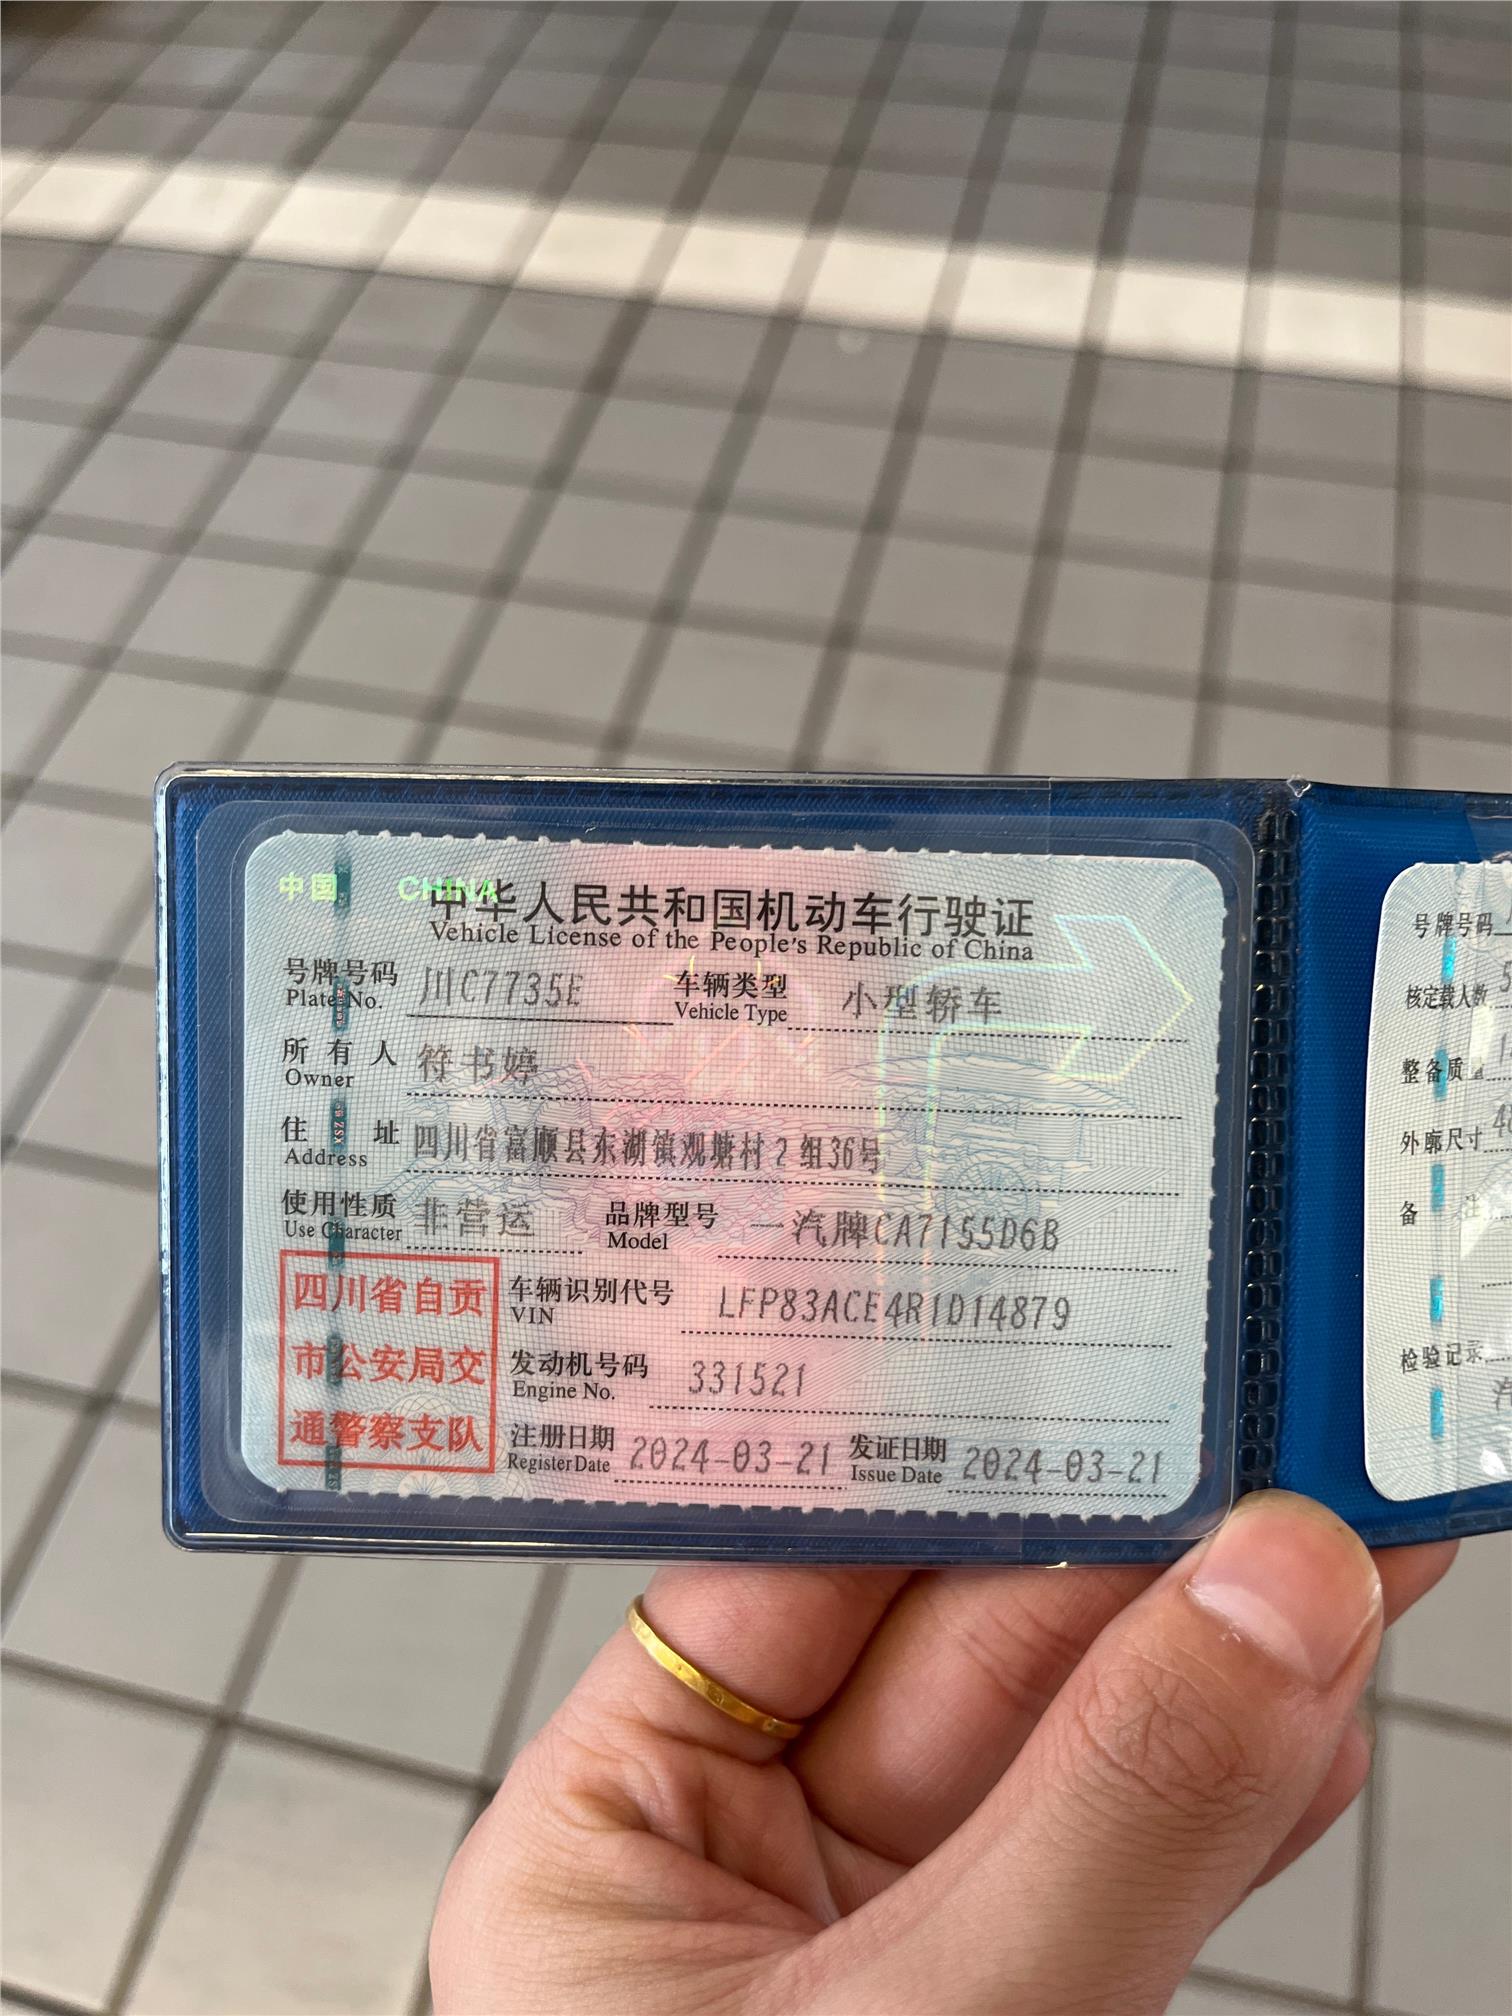 中国 CHINA
中华人民共和国机动车行驶证
Vehicle License of the People's Republic of China
号牌号码 川C7735E 车辆类型 小型轿车
Plate No. Vehicle Type
所有人 符书婷
Owner
住址 四川省富顺县东湖镇观塘村2组36号
Address
使用性质 非营运 品牌型号 汽牌CA7155D6B
Use Character Model
四川省自贡
市公安局交
通警察支队
车辆识别代号 LFP83ACE4R1D14879
VIN
发动机号码 331521
Engine No.
注册日期 2024-03-21 发证日期 2024-03-21
Register Date Issue Date
号牌号码
核定载人数 5
整备质量
外廓尺寸
备
检验记录